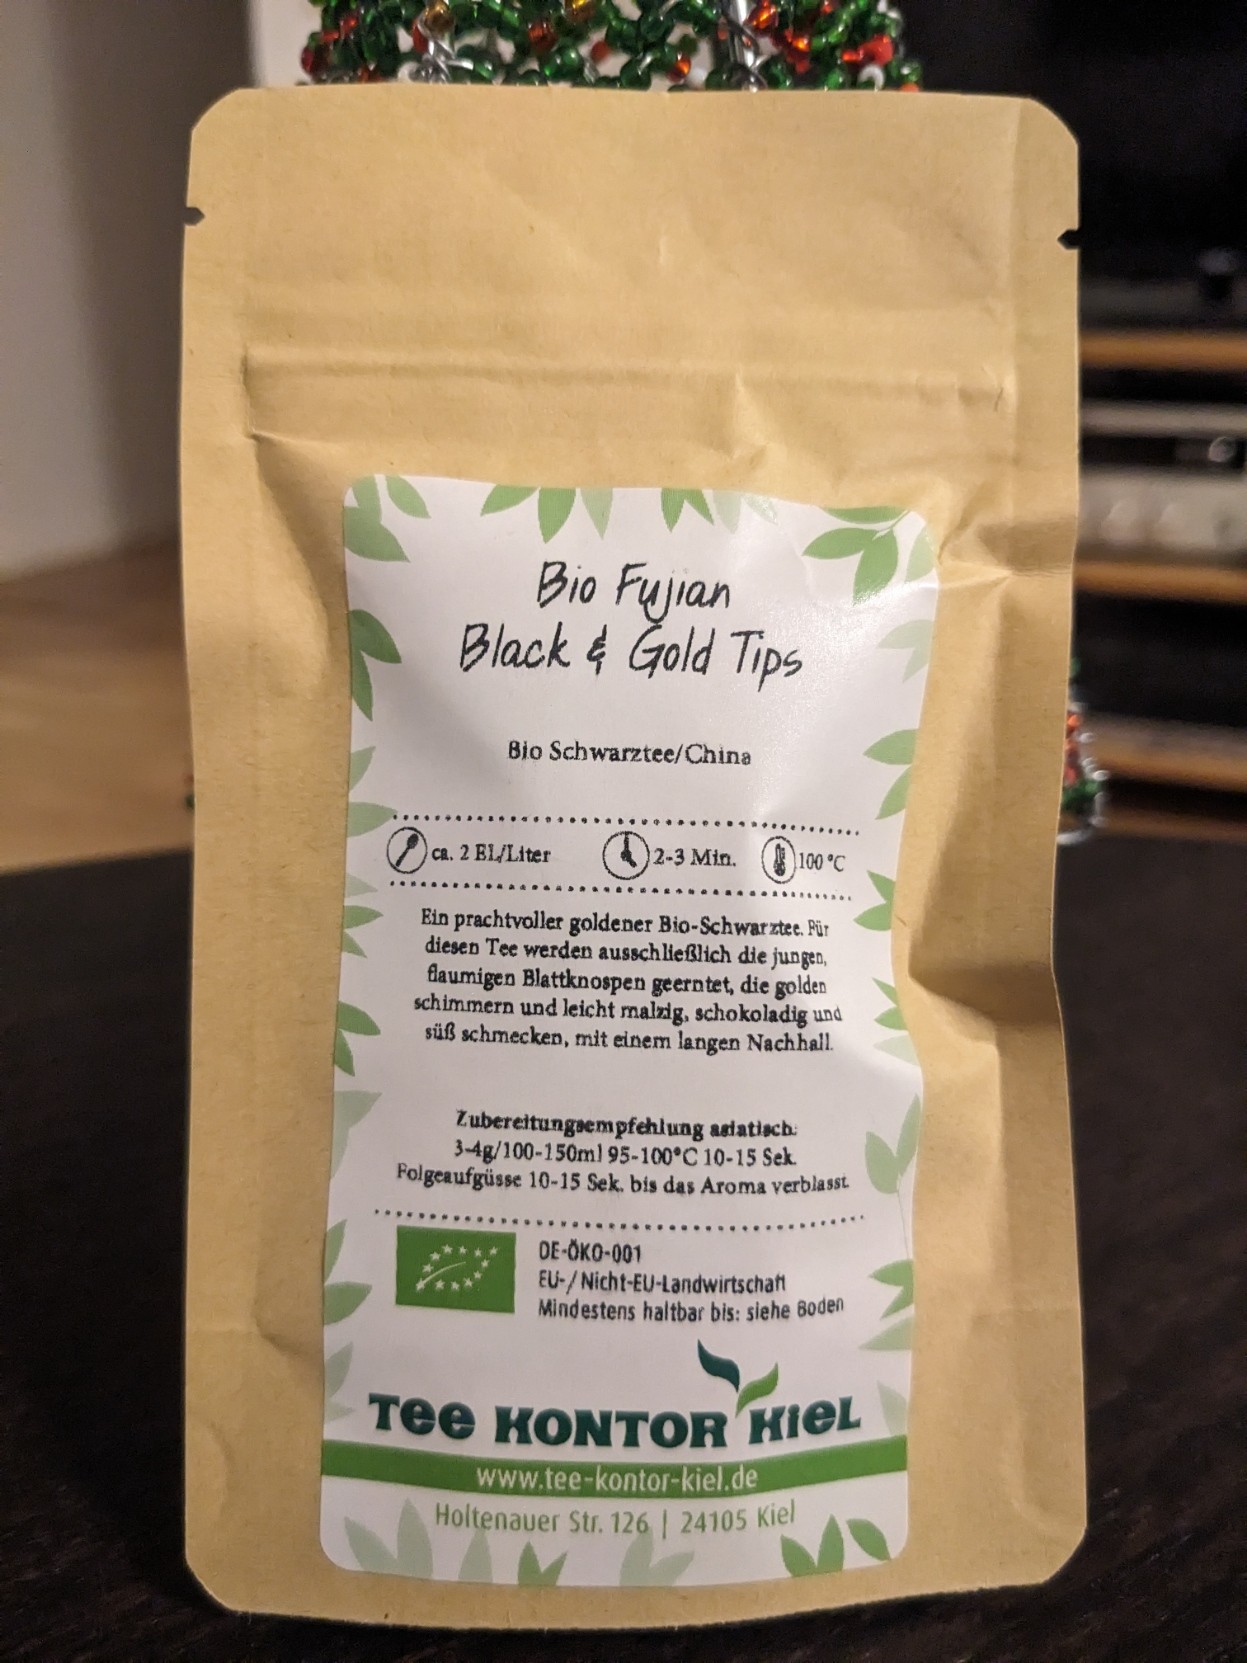 Bio Fujian
Black & Gold Tips
Bio Schwarztee/China
ca. 2 EL/Liter 2-3 Min. 100 °C
Ein prachtvoller goldener Bio-Schwarztee. Für
diesen Tee werden ausschließlich die jungen,
flaumigen Blattknospen geerntet, die golden
schimmern und leicht malzig, schokoladig und
süß schmecken, mit einem langen Nachhall.
Zubereitungsempfehlung asiatisch:
3-4g/100-150ml 95-100°C 10-15 Sek.
Folgeaufgüsse 10-15 Sek. bis das Aroma verblasst.
DE-ÖKO-001
EU-/ Nicht-EU-Landwirtschaft
Mindestens haltbar bis: siehe Boden
Tee Kontor Kiel
www.tee-kontor-kiel.de
Holtenauer Str. 126 | 24105 Kiel